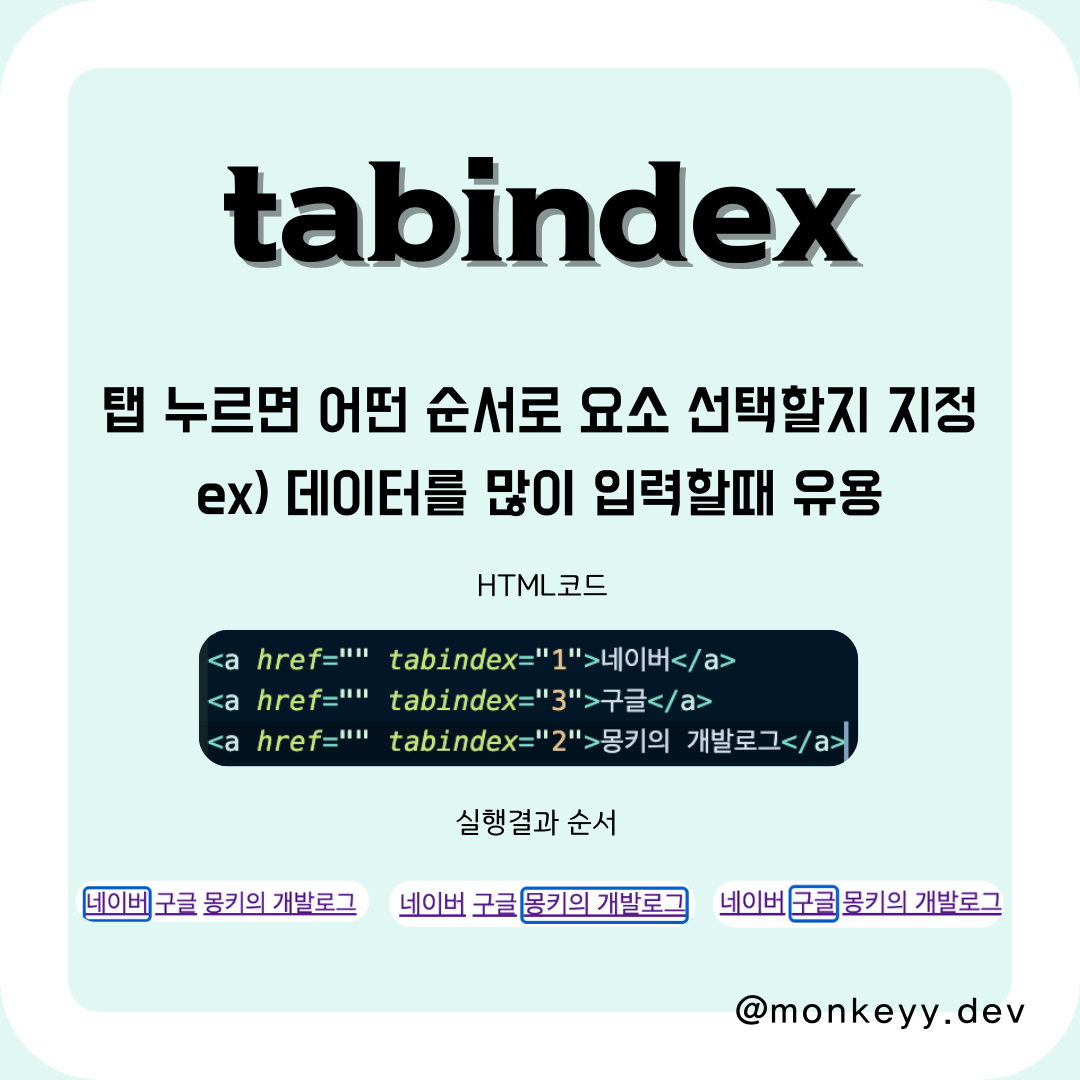 tabindex
탭 누르면 어떤 순서로 요소 선택할지 지정
ex) 데이터를 많이 입력할때 유용
HTML코드
<a href="" tabindex="1">네이버</a>
<a href="" tabindex="3">구글</a>
<a href="" tabindex="2">몽키의 개발로그</a>
실행결과 순서
네이버 구글 몽키의 개발로그 네이버 구글 몽키의 개발로그 네이버 구글 몽키의 개발로그
@monkeyy.dev